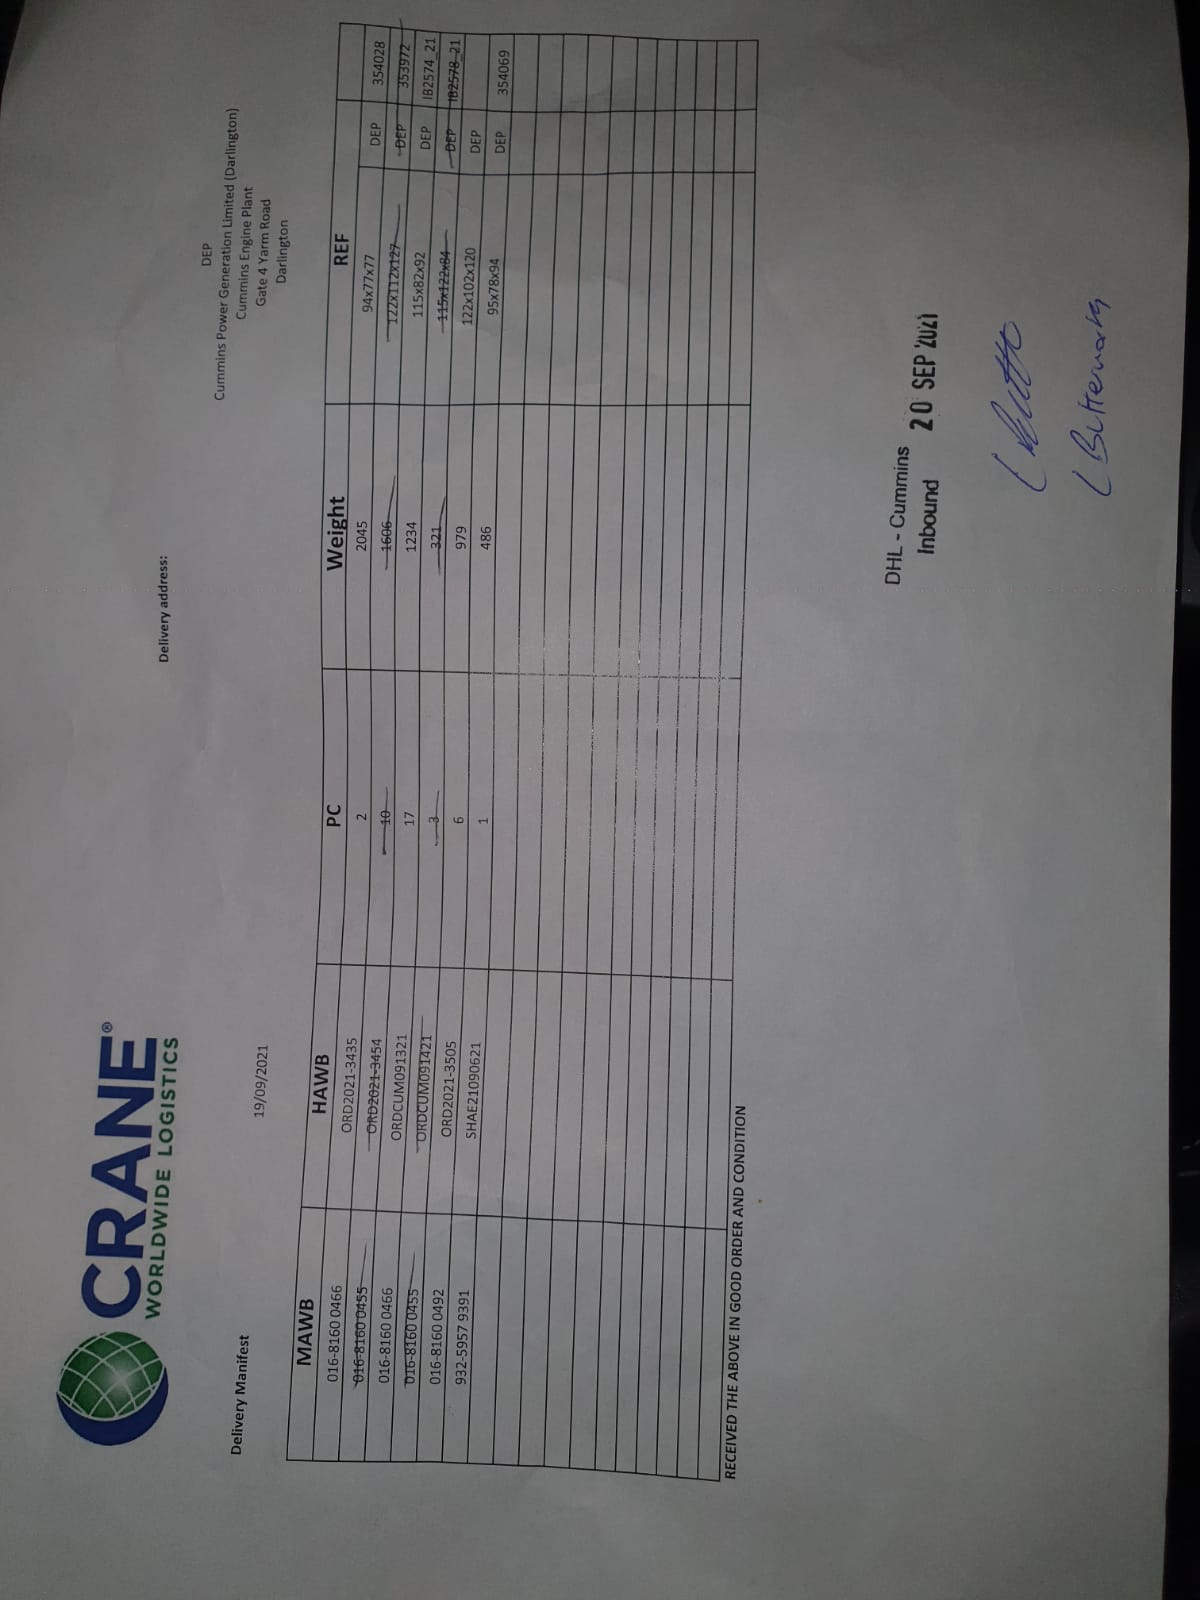 CRANE®
WORLDWIDE LOGISTICS
Delivery address:
DEP
Cummins Power Generation Limited (Darlington)
Delivery Manifest
19/09/2021
Cummins Engine Plant
Gate 4 Yarm Road
Darlington
MAWB HAWB PC Weight REF
016-8160 0466 ORD2021-3435 2 2045 94x77x77 DEP 354028
016-8160 0455 ORD2021-3454 10 1606 122x112x127 DEP 353972
016-8160 0466 ORDCUM091321 17 1234 115x82x92 DEP IB2574_21
016-8160 0455 ORDCUM091421 3 321 115x122x84 DEP IB2578_21
016-8160 0492 ORD2021-3505 6 979 122x102x120 DEP
932-5957 9391 SHAE21090621 1 486 95x78x94 DEP 354069
RECEIVED THE ABOVE IN GOOD ORDER AND CONDITION
DHL - Cummins
Inbound 20 SEP 2021
L Butterworth